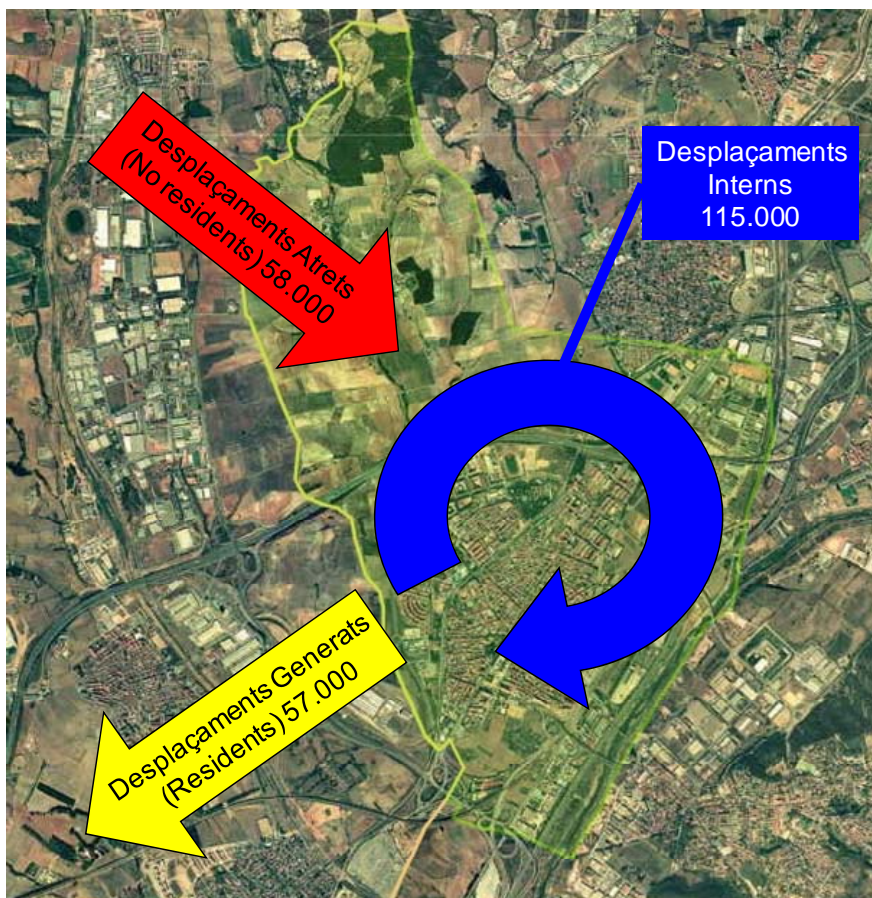 Desplaçaments Atrets
(No residents) 58.000
Desplaçaments
Interns
115.000
Desplaçaments Generats
(Residents) 57.000